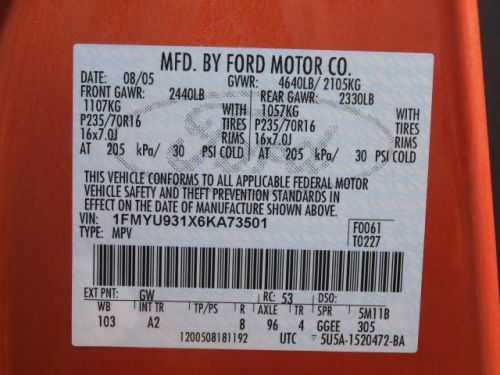 MFD. BY FORD MOTOR CO.
DATE: 08/05 GVWR: 4640LB/ 2105KG
FRONT GAWR: 2440LB REAR GAWR: 2330LB
1107KG WITH 1057KG WITH
P235/70R16 TIRES P235/70R16 TIRES
16x7.0J RIMS 16x7.0J RIMS
AT 205 kPa/ 30 PSI COLD AT 205 kPa/ 30 PSI COLD
THIS VEHICLE CONFORMS TO ALL APPLICABLE FEDERAL MOTOR
VEHICLE SAFETY AND THEFT PREVENTION STANDARDS IN
EFFECT ON THE DATE OF MANUFACTURE SHOWN ABOVE.
VIN: 1FMYU931X6KA73501 F0061
TYPE: MPV T0227
EXT PNT: GW RC: 53 DSO:
WB INT TR TP/PS R AXLE TR SPR 5M11B
103 A2 8 96 4 GGEE 305
1200508181192 UTC 5U5A-1520472-BA